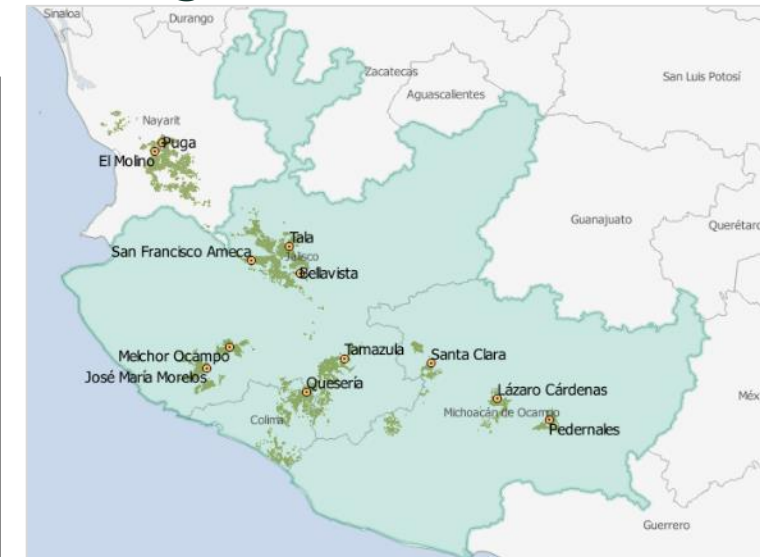 Sinaloa
Durango
Zacatecas
San Luis Potosí
Aguascalientes
Nayarit
Puga
El Molino
Guanajuato
Querétaro
Tala
San Francisco Ameca
Jalisco
Bellavista
Melchor Ocampo
Tamazula
Santa Clara
José María Morelos
Quesería
Lázaro Cárdenas
Colima
Michoacán de Ocampo
Pedernales
Méx
Guerrero